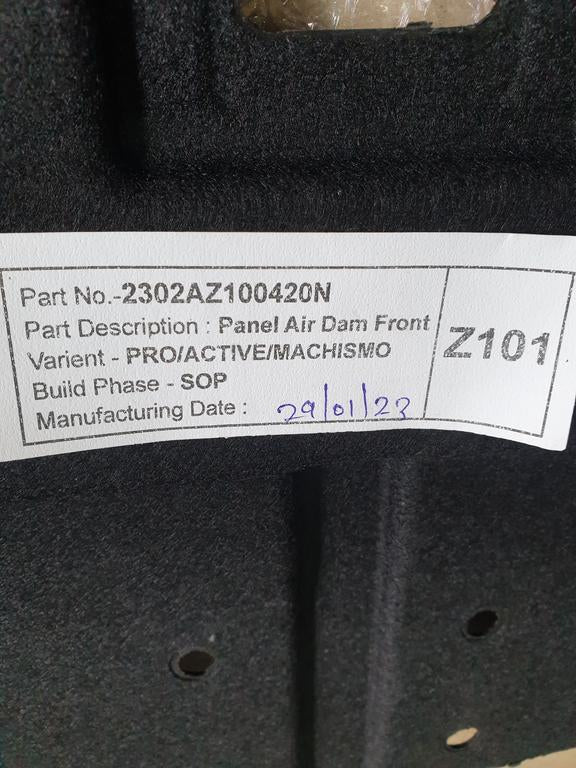 Part No.-2302AZ100420N
Part Description : Panel Air Dam Front
Varient - PRO/ACTIVE/MACHISMO
Build Phase - SOP
Manufacturing Date : 29/01/23
Z101